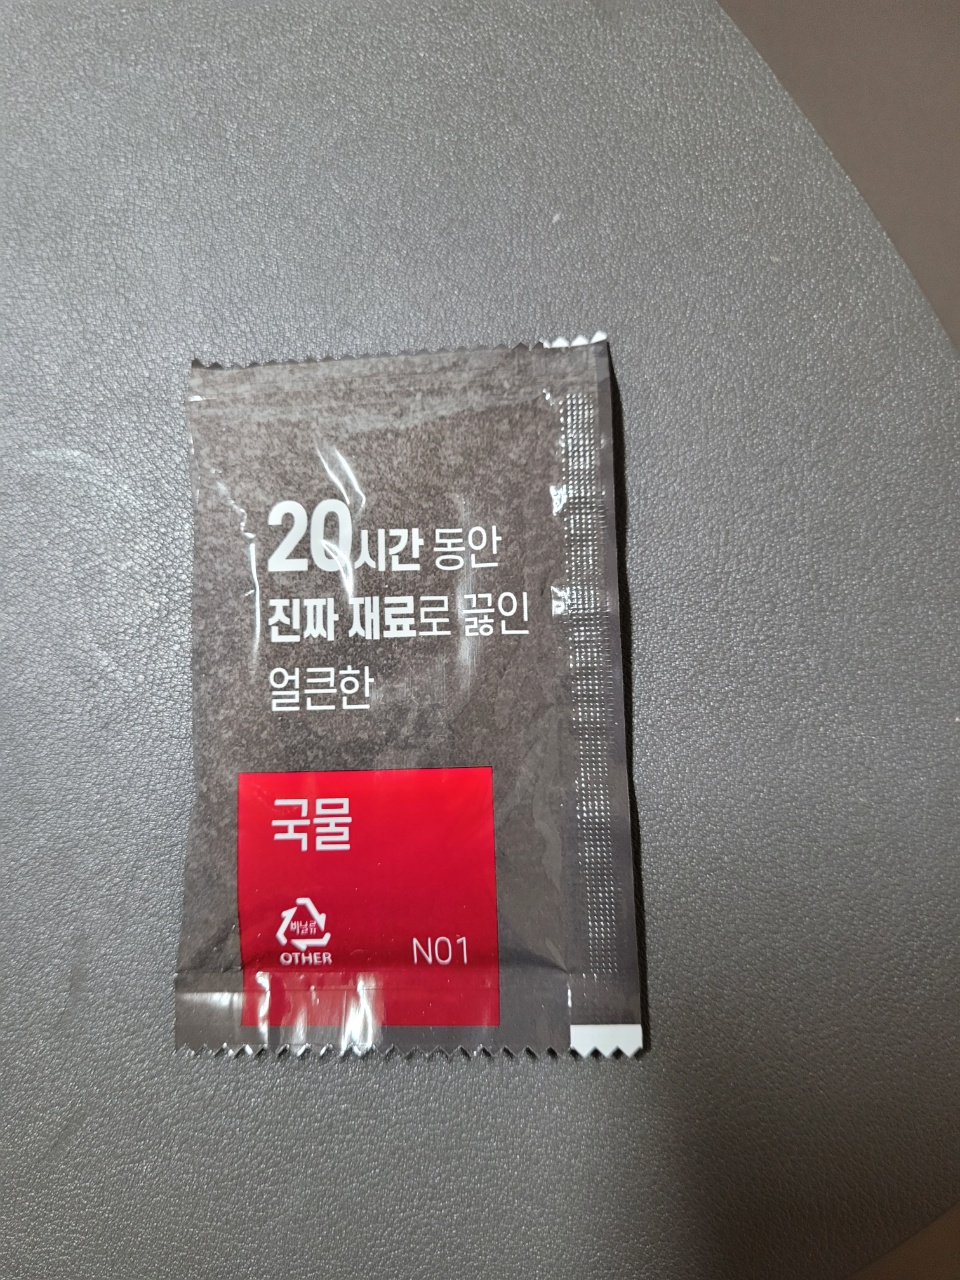 20시간 동안
진짜 재료로 끓인
얼큰한
국물
비닐류
OTHER
N01